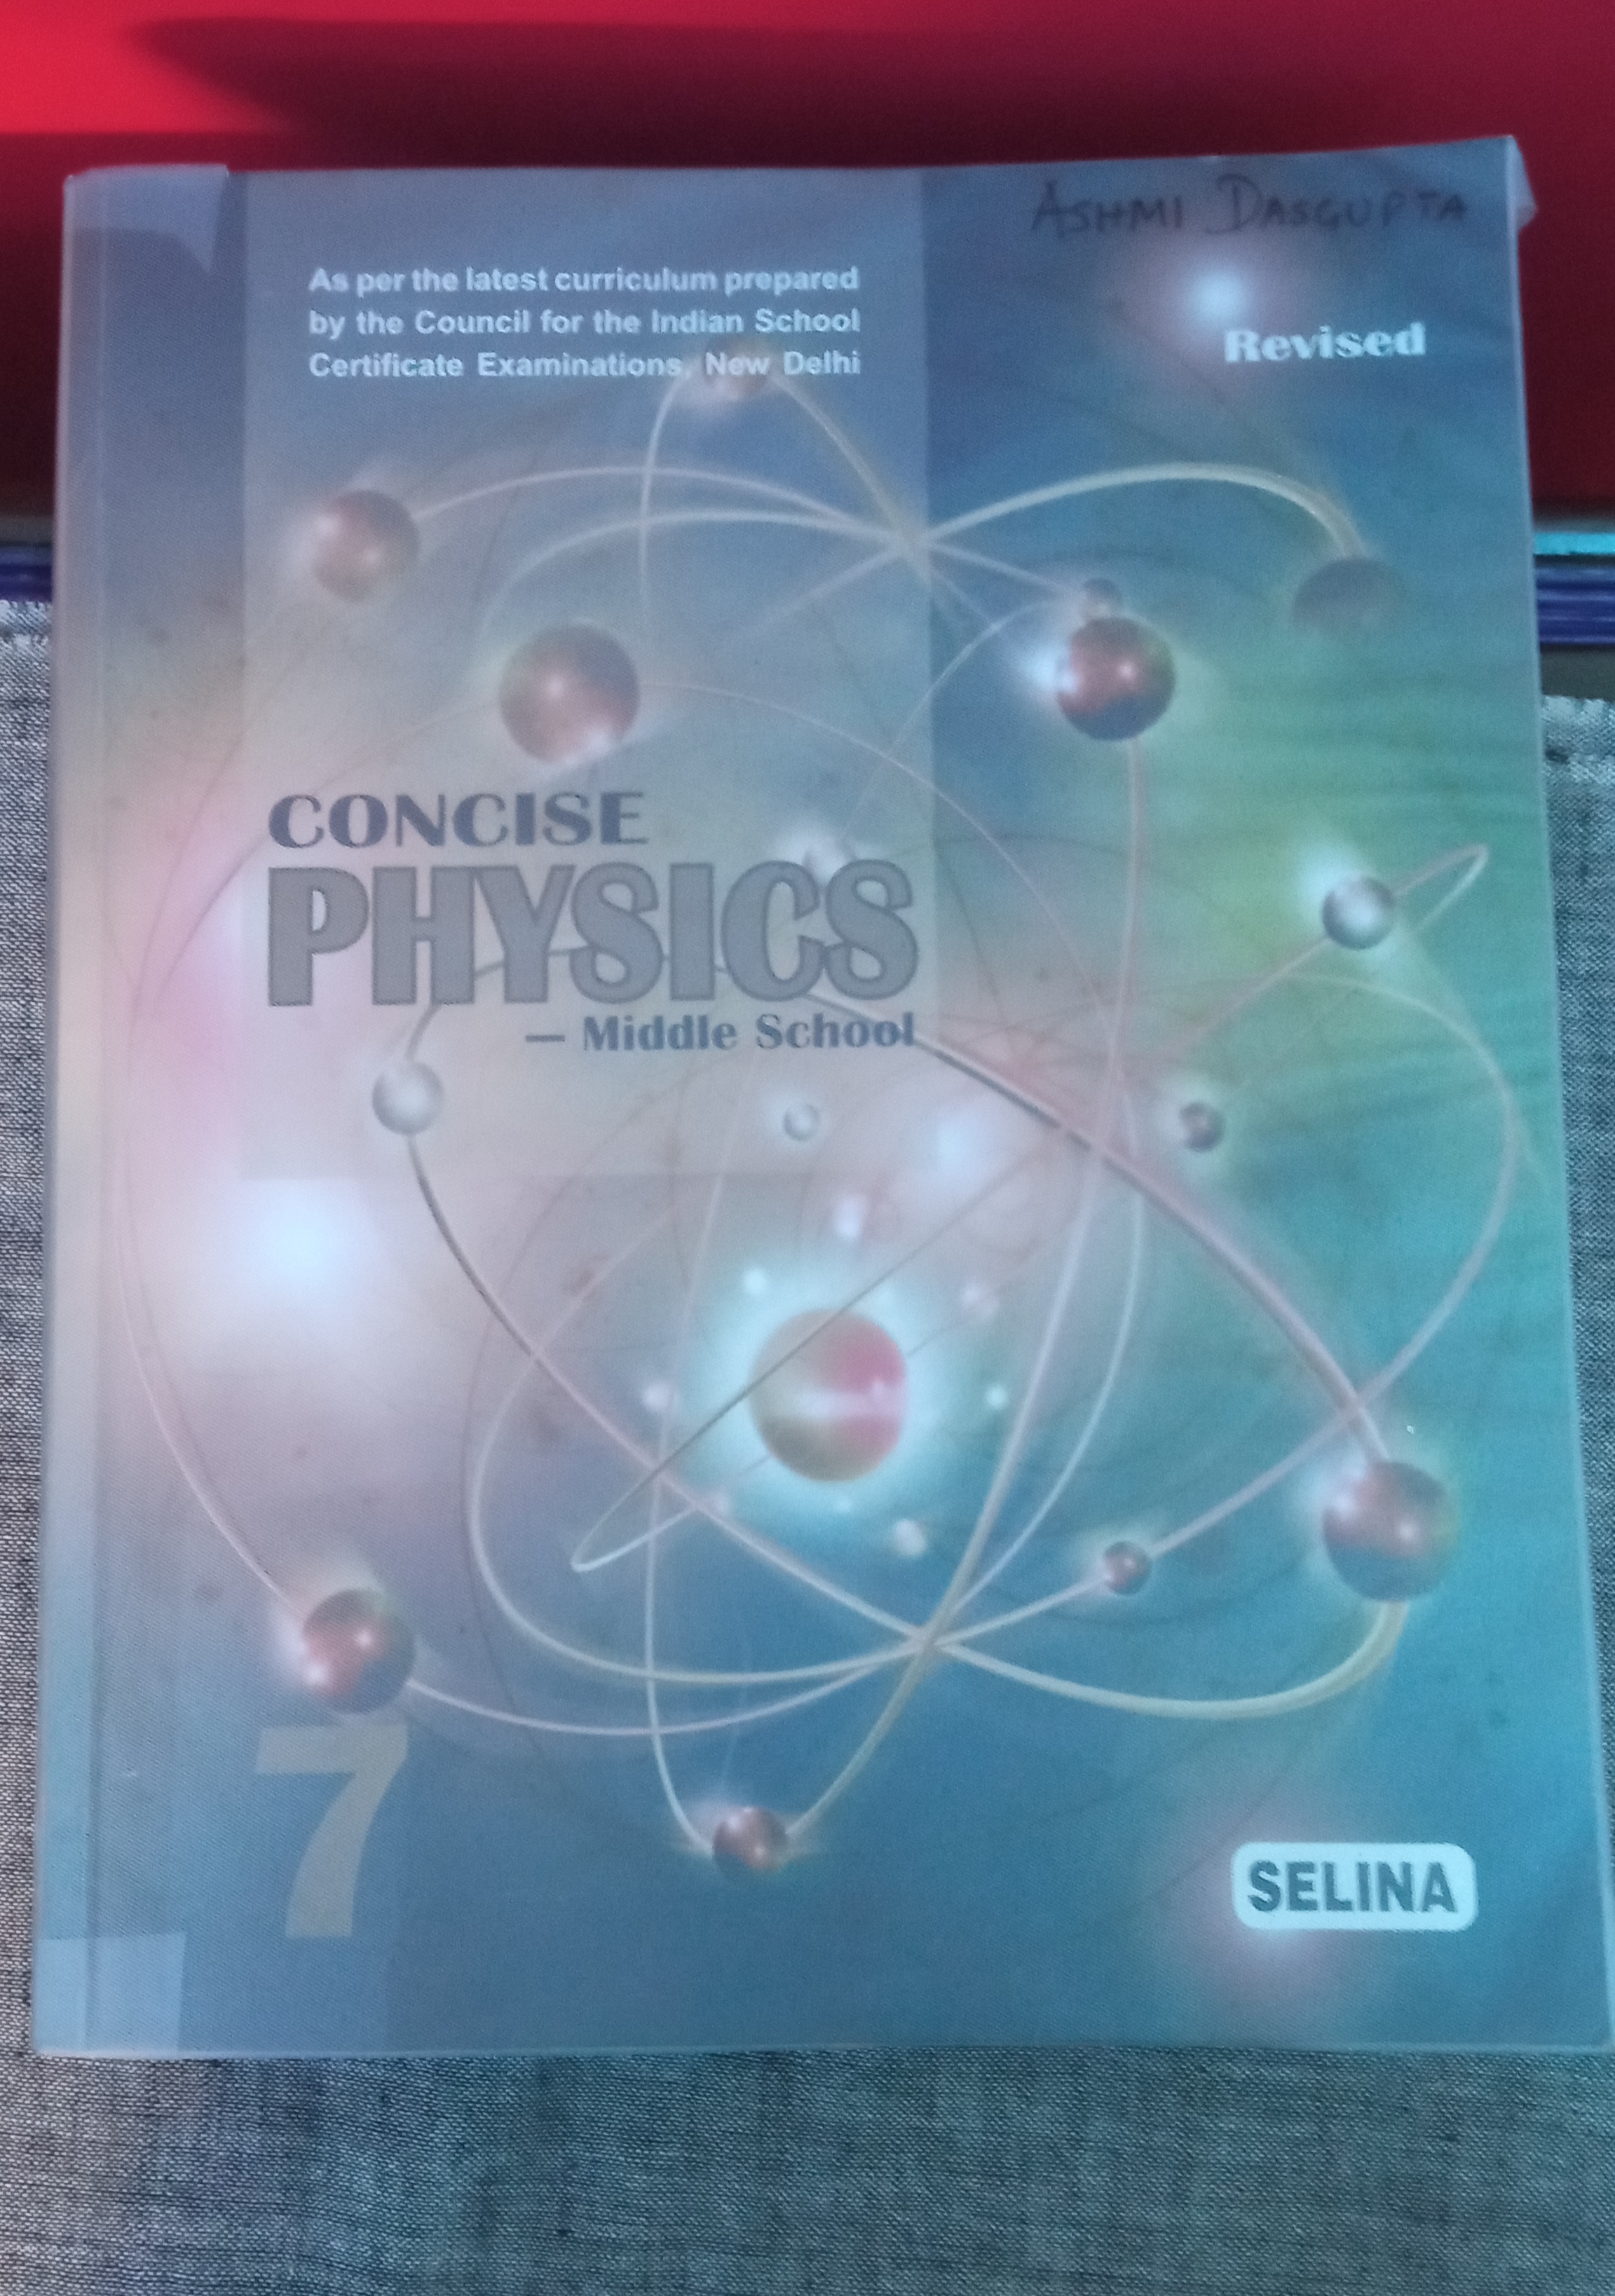 ASHMI DASGUPTA
As per the latest curriculum prepared
by the Council for the Indian School
Certificate Examinations, New Delhi
Revised
CONCISE
PHYSICS
— Middle School
7
SELINA